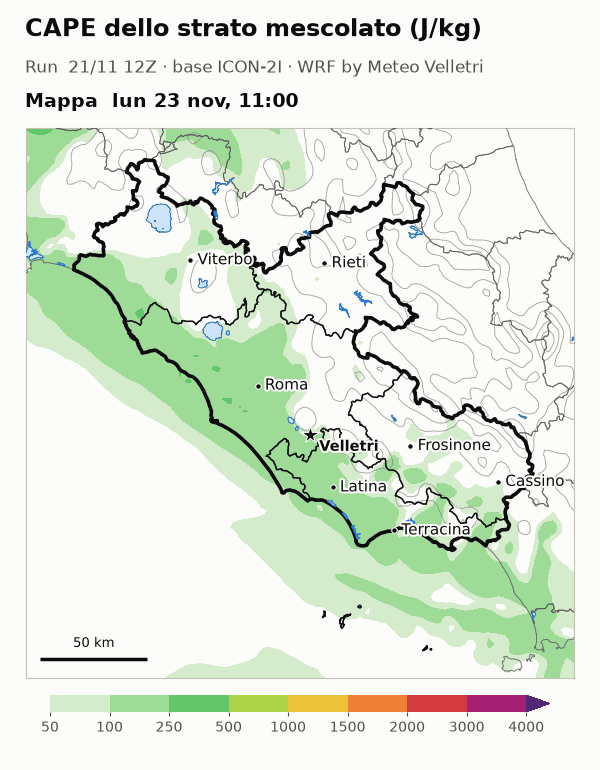 CAPE dello strato mescolato (J/kg)
Run  21/11 12Z · base ICON-2I · WRF by Meteo Velletri
Mappa  lun 23 nov, 11:00
Viterbo
Rieti
Roma
Velletri
Frosinone
Latina
Cassino
Terracina
50 km
50 100 250 500 1000 1500 2000 3000 4000